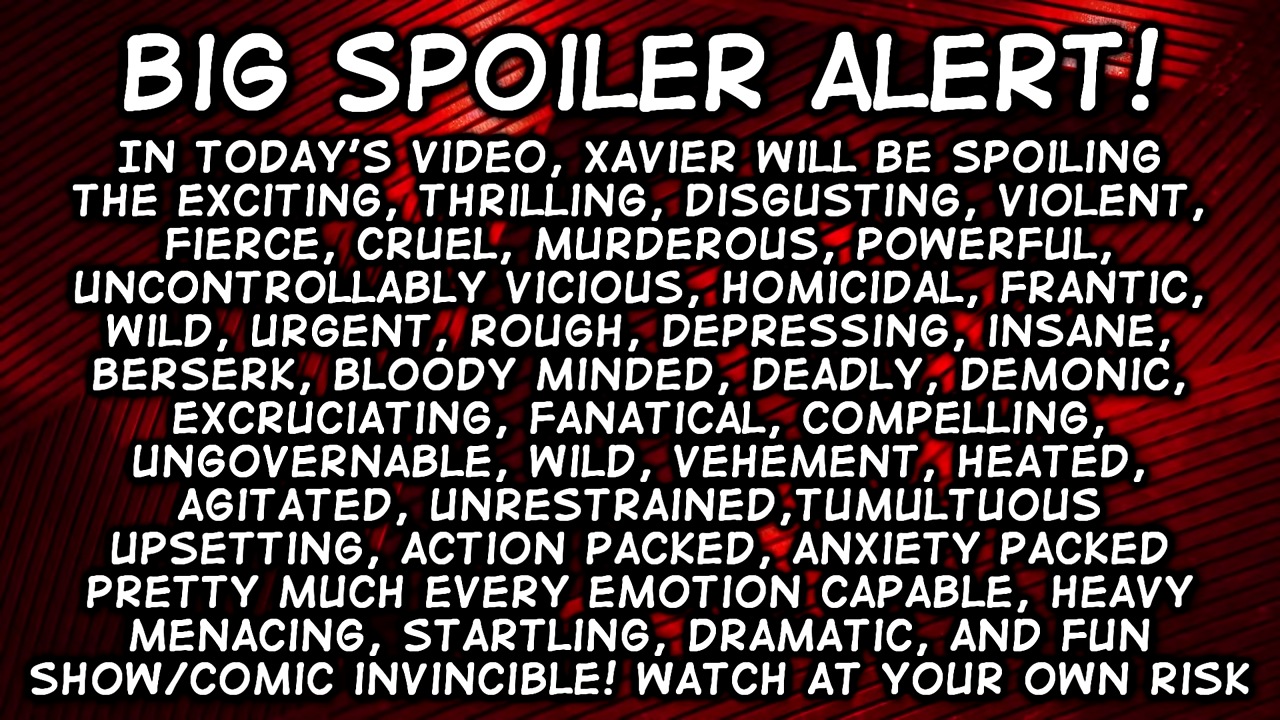 BIG SPOILER ALERT!
IN TODAY'S VIDEO, XAVIER WILL BE SPOILING
THE EXCITING, THRILLING, DISGUSTING, VIOLENT,
FIERCE, CRUEL, MURDEROUS, POWERFUL,
UNCONTROLLABLY VICIOUS, HOMICIDAL, FRANTIC,
WILD, URGENT, ROUGH, DEPRESSING, INSANE,
BERSERK, BLOODY MINDED, DEADLY, DEMONIC,
EXCRUCIATING, FANATICAL, COMPELLING,
UNGOVERNABLE, WILD, VEHEMENT, HEATED,
AGITATED, UNRESTRAINED,TUMULTUOUS
UPSETTING, ACTION PACKED, ANXIETY PACKED
PRETTY MUCH EVERY EMOTION CAPABLE, HEAVY
MENACING, STARTLING, DRAMATIC, AND FUN
SHOW/COMIC INVINCIBLE! WATCH AT YOUR OWN RISK